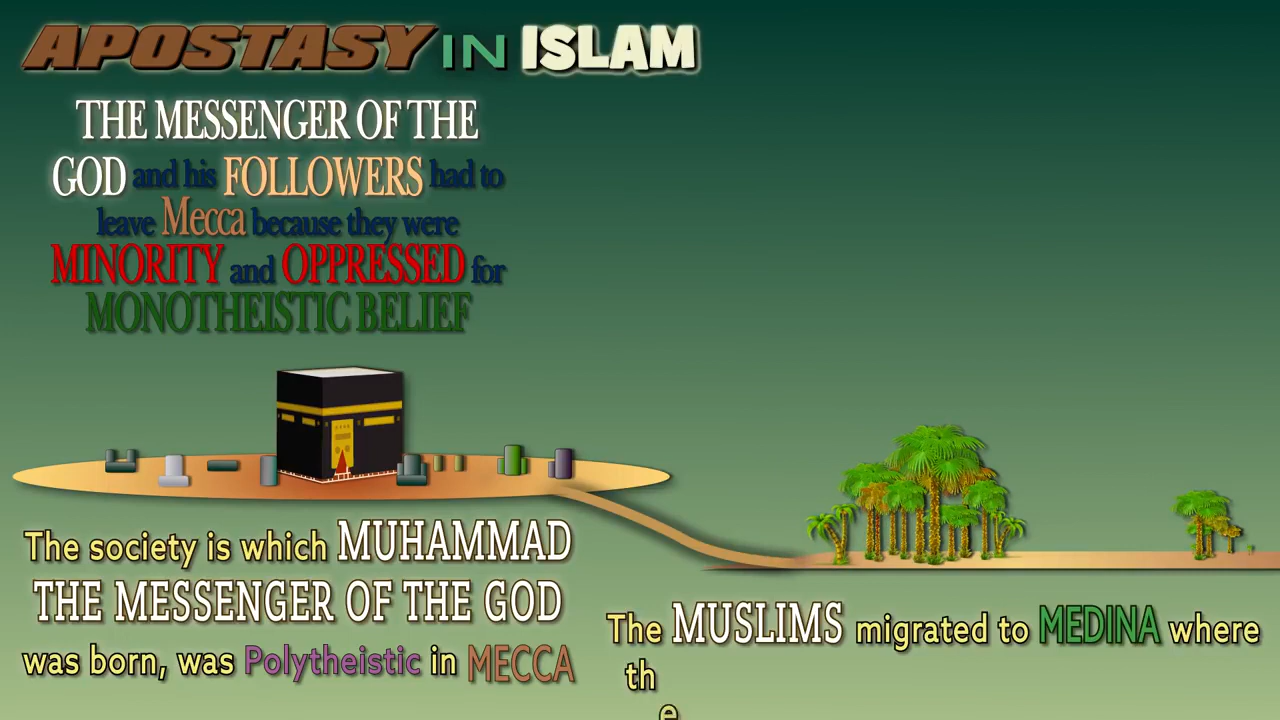 APOSTASY IN ISLAM
THE MESSENGER OF THE
GOD and his FOLLOWERS had to
leave Mecca because they were
MINORITY and OPPRESSED for
MONOTHEISTIC BELIEF
The society is which MUHAMMAD
THE MESSENGER OF THE GOD
was born, was Polytheistic in MECCA
The MUSLIMS migrated to MEDINA where
th
e